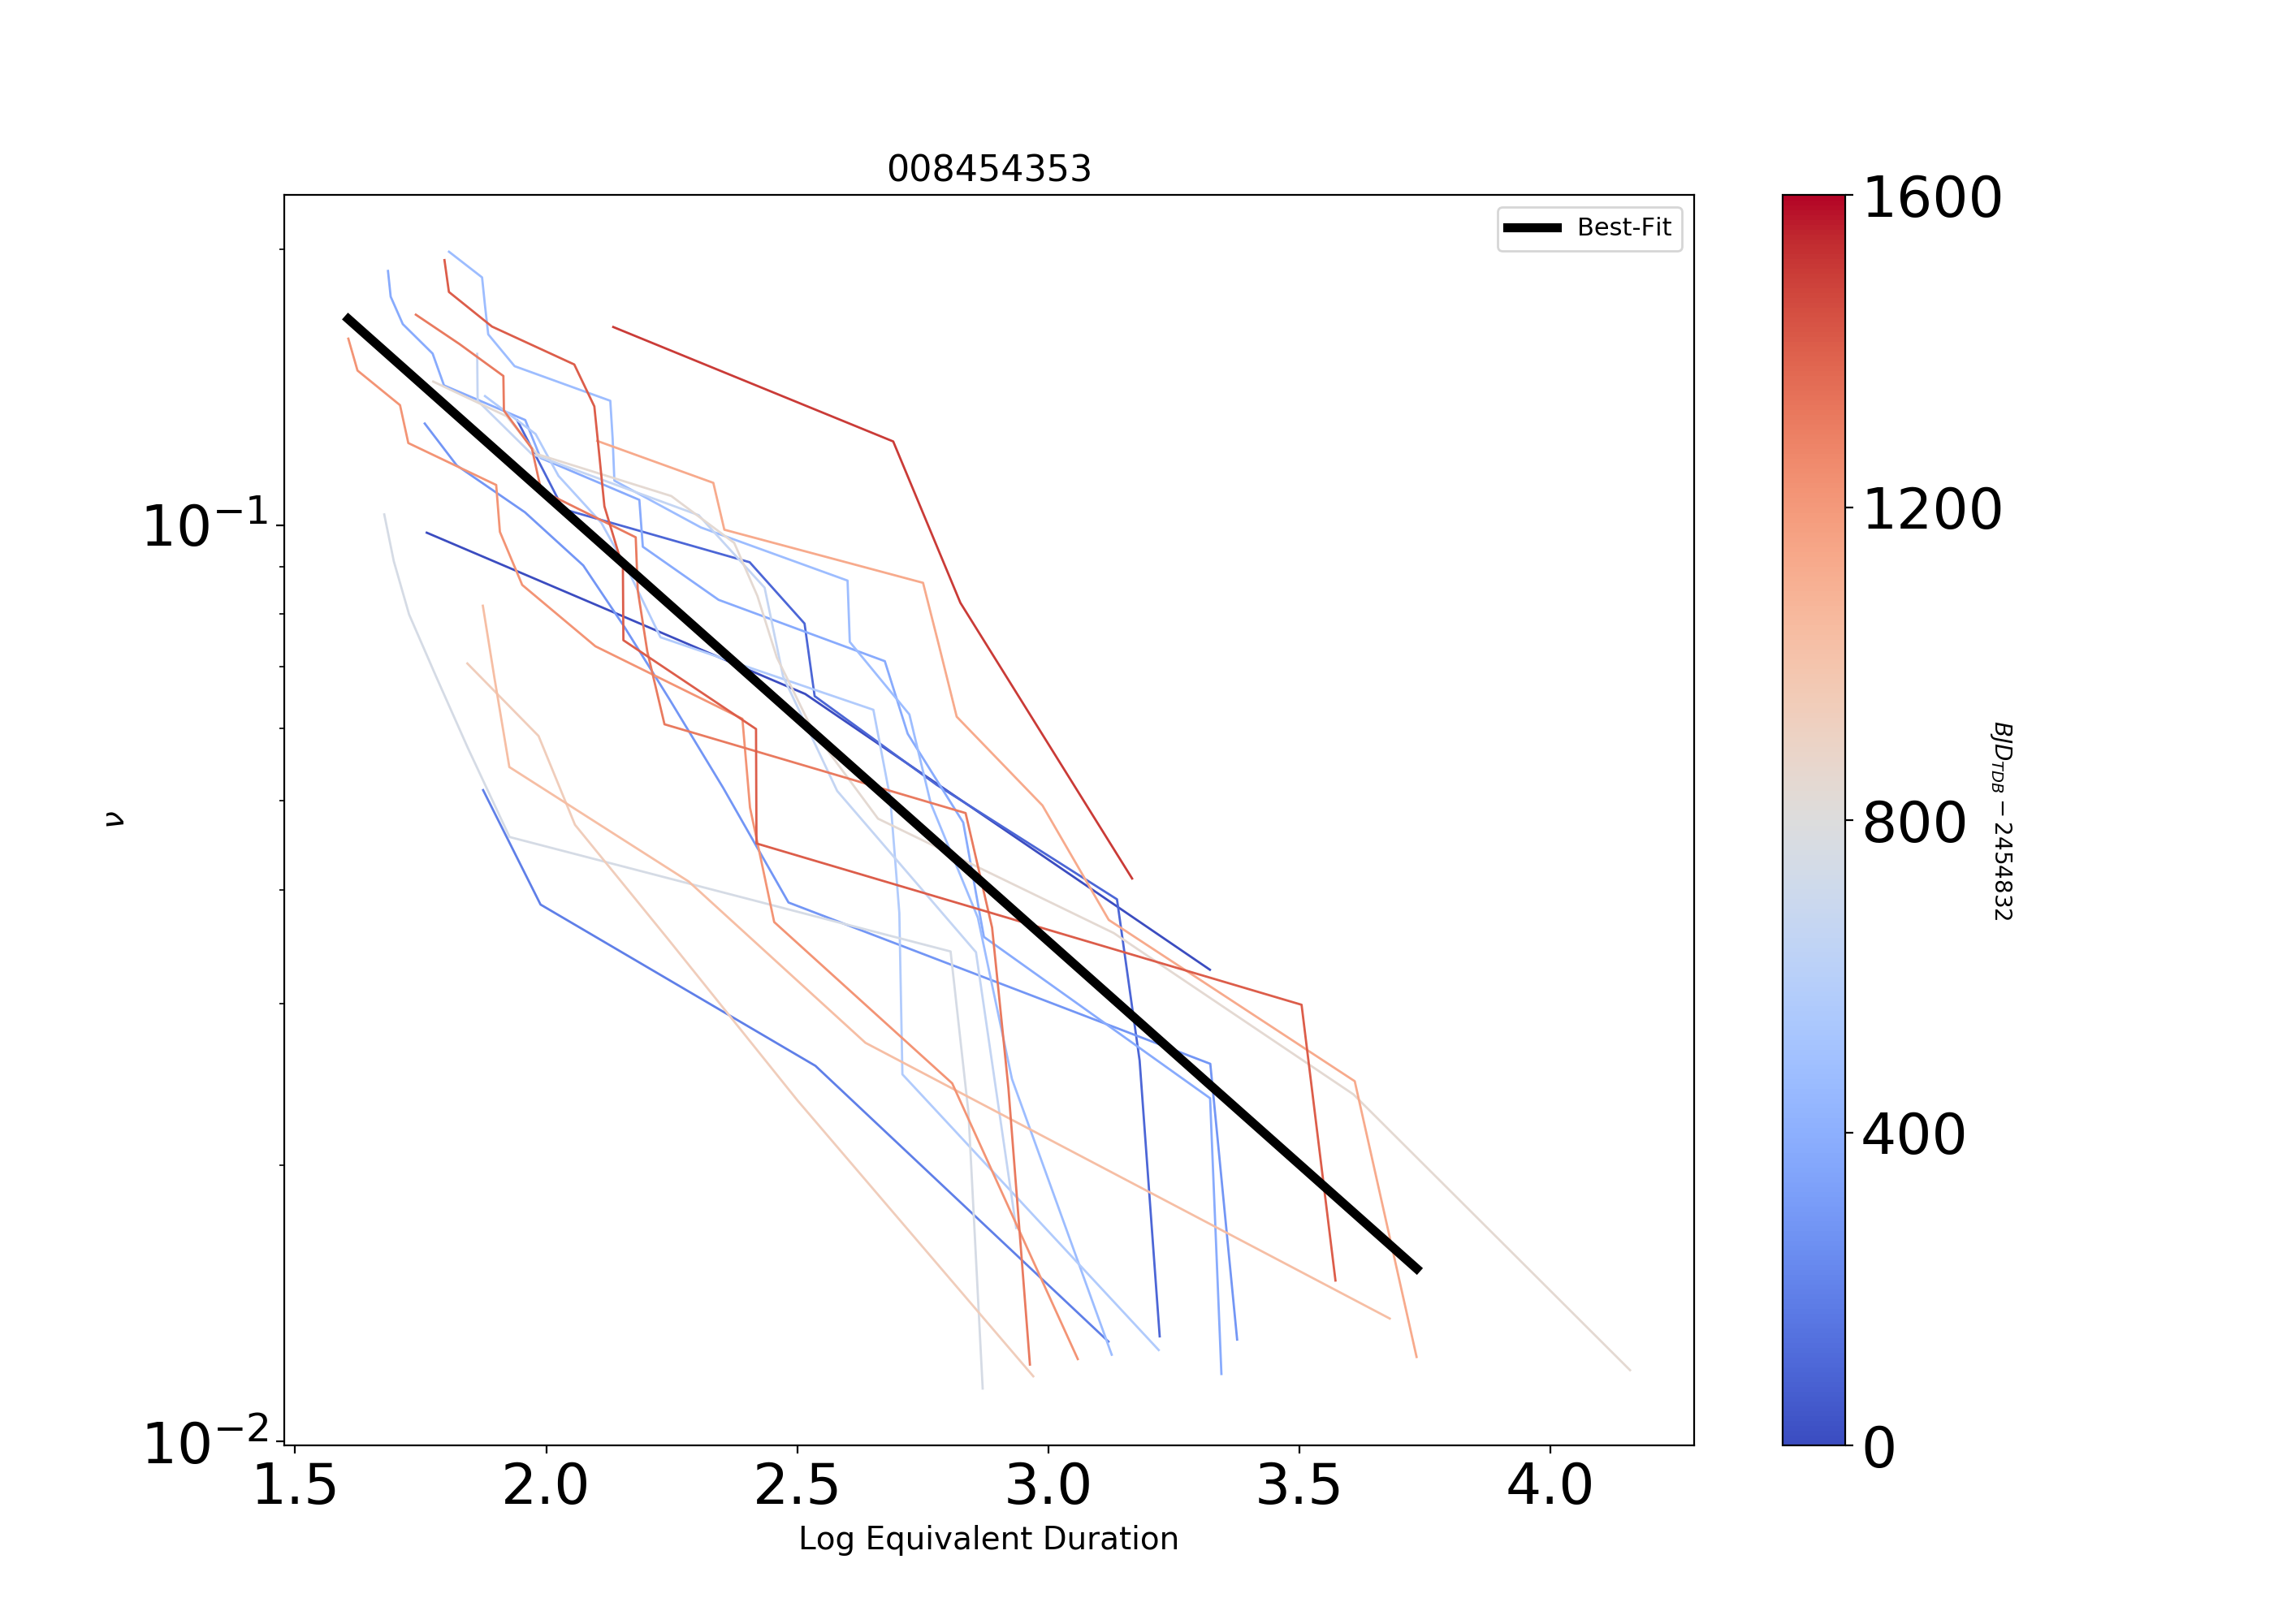 008454353
Best-Fit
10⁻¹
10⁻²
ν
1.5 2.0 2.5 3.0 3.5 4.0
Log Equivalent Duration
1600
1200
800
400
0
BJD_TDB − 2454832